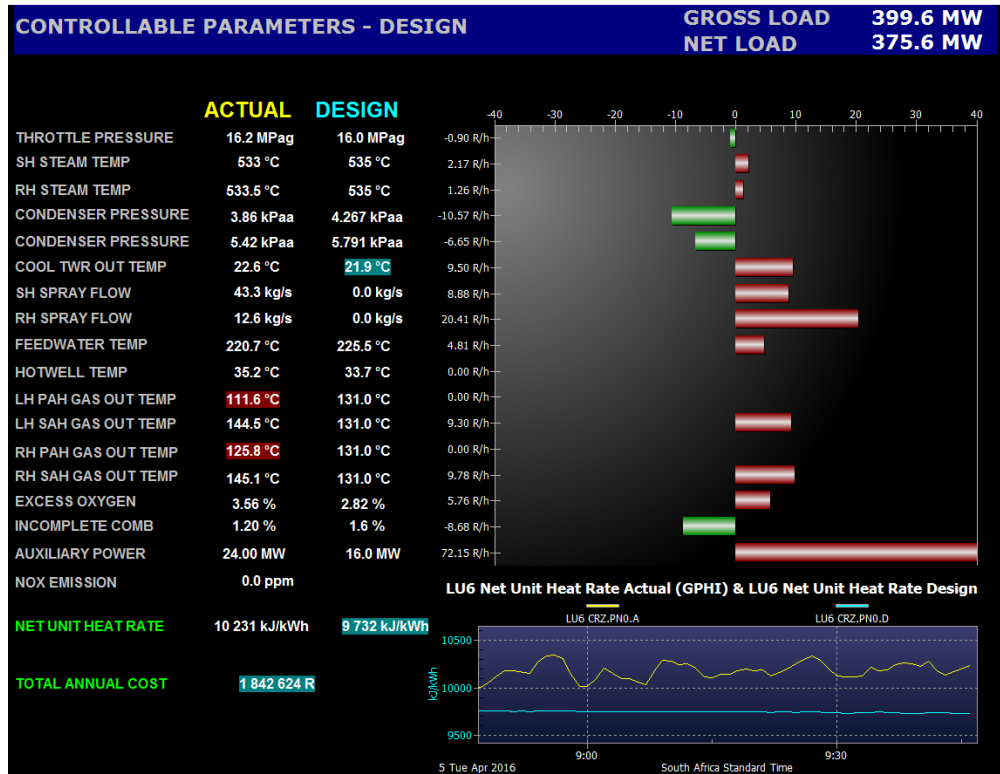 CONTROLLABLE PARAMETERS - DESIGN
GROSS LOAD 399.6 MW
NET LOAD 375.6 MW
ACTUAL DESIGN
-40 -30 -20 -10 0 10 20 30 40
THROTTLE PRESSURE 16.2 MPag 16.0 MPag -0.90 R/h
SH STEAM TEMP 533 °C 535 °C 2.17 R/h
RH STEAM TEMP 533.5 °C 535 °C 1.26 R/h
CONDENSER PRESSURE 3.86 kPaa 4.267 kPaa -10.57 R/h
CONDENSER PRESSURE 5.42 kPaa 5.791 kPaa -6.65 R/h
COOL TWR OUT TEMP 22.6 °C 21.9 °C 9.50 R/h
SH SPRAY FLOW 43.3 kg/s 0.0 kg/s 8.88 R/h
RH SPRAY FLOW 12.6 kg/s 0.0 kg/s 20.41 R/h
FEEDWATER TEMP 220.7 °C 225.5 °C 4.81 R/h
HOTWELL TEMP 35.2 °C 33.7 °C 0.00 R/h
LH PAH GAS OUT TEMP 111.6 °C 131.0 °C 0.00 R/h
LH SAH GAS OUT TEMP 144.5 °C 131.0 °C 9.30 R/h
RH PAH GAS OUT TEMP 125.8 °C 131.0 °C 0.00 R/h
RH SAH GAS OUT TEMP 145.1 °C 131.0 °C 9.78 R/h
EXCESS OXYGEN 3.56 % 2.82 % 5.76 R/h
INCOMPLETE COMB 1.20 % 1.6 % -8.68 R/h
AUXILIARY POWER 24.00 MW 16.0 MW 72.15 R/h
NOX EMISSION 0.0 ppm
NET UNIT HEAT RATE 10 231 kJ/kWh 9 732 kJ/kWh
TOTAL ANNUAL COST 1 842 624 R
LU6 Net Unit Heat Rate Actual (GPHI) & LU6 Net Unit Heat Rate Design
LU6 CRZ.PN0.A LU6 CRZ.PN0.D
10500
10000
9500
kJ/kWh
9:00 9:30
5 Tue Apr 2016 South Africa Standard Time